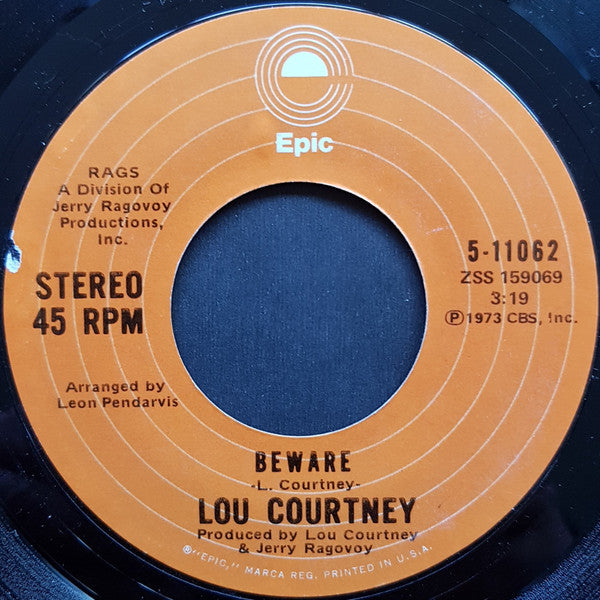 Epic
RAGS
A Division Of
Jerry Ragovoy
Productions,
Inc.
STEREO
45 RPM
Arranged by
Leon Pendarvis
5-11062
ZSS 159069
3:19
Ⓟ1973 CBS, Inc.
BEWARE
-L. Courtney-
LOU COURTNEY
Produced by Lou Courtney
& Jerry Ragovoy
®"EPIC," MARCA REG. PRINTED IN U.S.A.